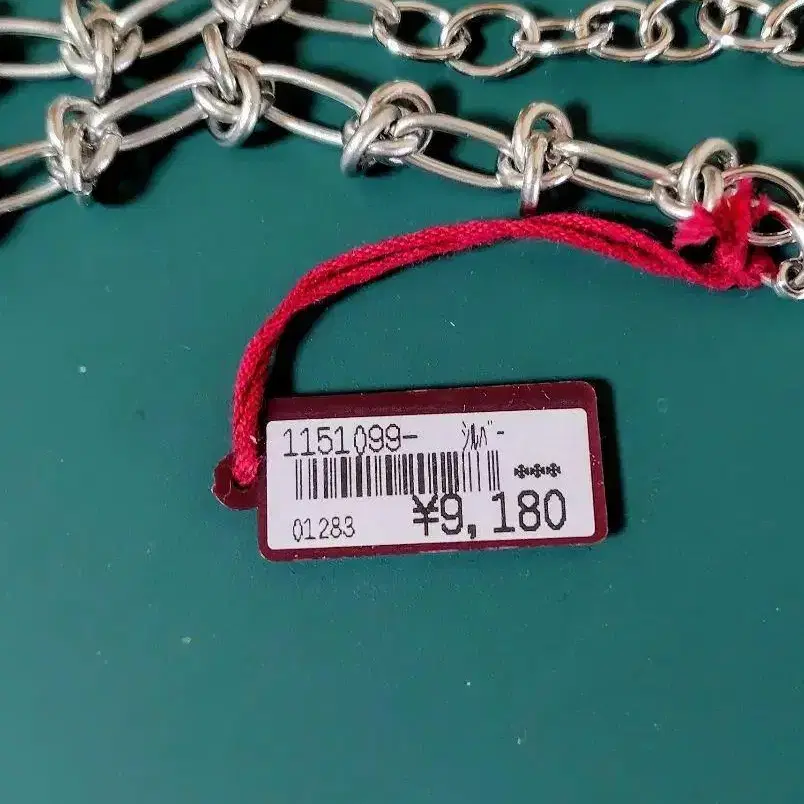 1151099- ｼﾙﾊﾞｰ
***
01283 ¥9,180